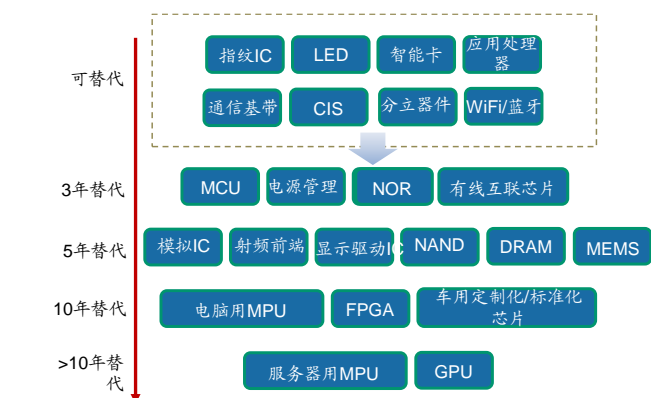 可替代
指纹IC
LED
智能卡
应用处理
器
通信基带
CIS
分立器件
WiFi/蓝牙
3年替代
MCU
电源管理
NOR
有线互联芯片
5年替代
模拟IC
射频前端
显示驱动IC
NAND
DRAM
MEMS
10年替代
电脑用MPU
FPGA
车用定制化/标准化
芯片
>10年替
代
服务器用MPU
GPU